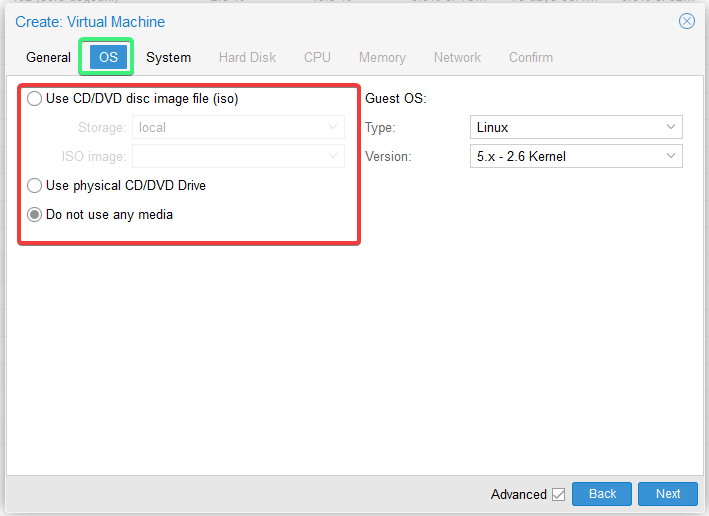 Create: Virtual Machine
General OS System Hard Disk CPU Memory Network Confirm
Use CD/DVD disc image file (iso)
Storage: local
ISO image:
Use physical CD/DVD Drive
Do not use any media
Guest OS:
Type: Linux
Version: 5.x - 2.6 Kernel
Advanced Back Next